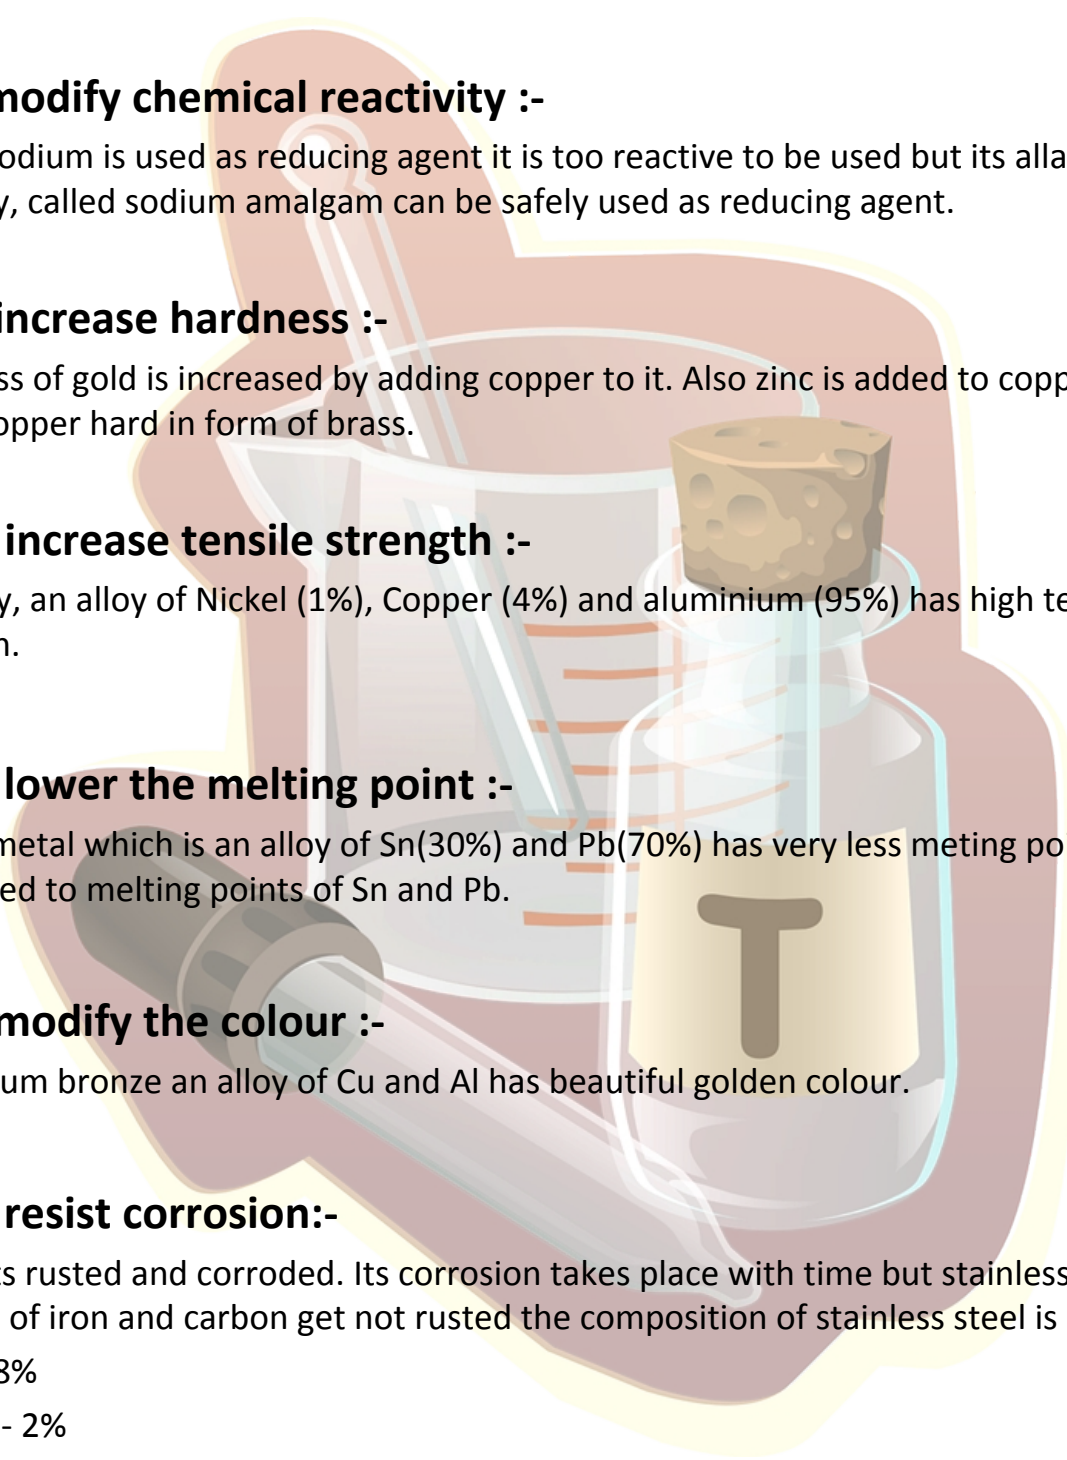 modify chemical reactivity :-
odium is used as reducing agent it is too reactive to be used but its alla
y, called sodium amalgam can be safely used as reducing agent.
increase hardness :-
ss of gold is increased by adding copper to it. Also zinc is added to copp
opper hard in form of brass.
increase tensile strength :-
y, an alloy of Nickel (1%), Copper (4%) and aluminium (95%) has high te
n.
lower the melting point :-
metal which is an alloy of Sn(30%) and Pb(70%) has very less meting po
ed to melting points of Sn and Pb.
T
modify the colour :-
um bronze an alloy of Cu and Al has beautiful golden colour.
resist corrosion:-
ts rusted and corroded. Its corrosion takes place with time but stainless
of iron and carbon get not rusted the composition of stainless steel is
8%
- 2%